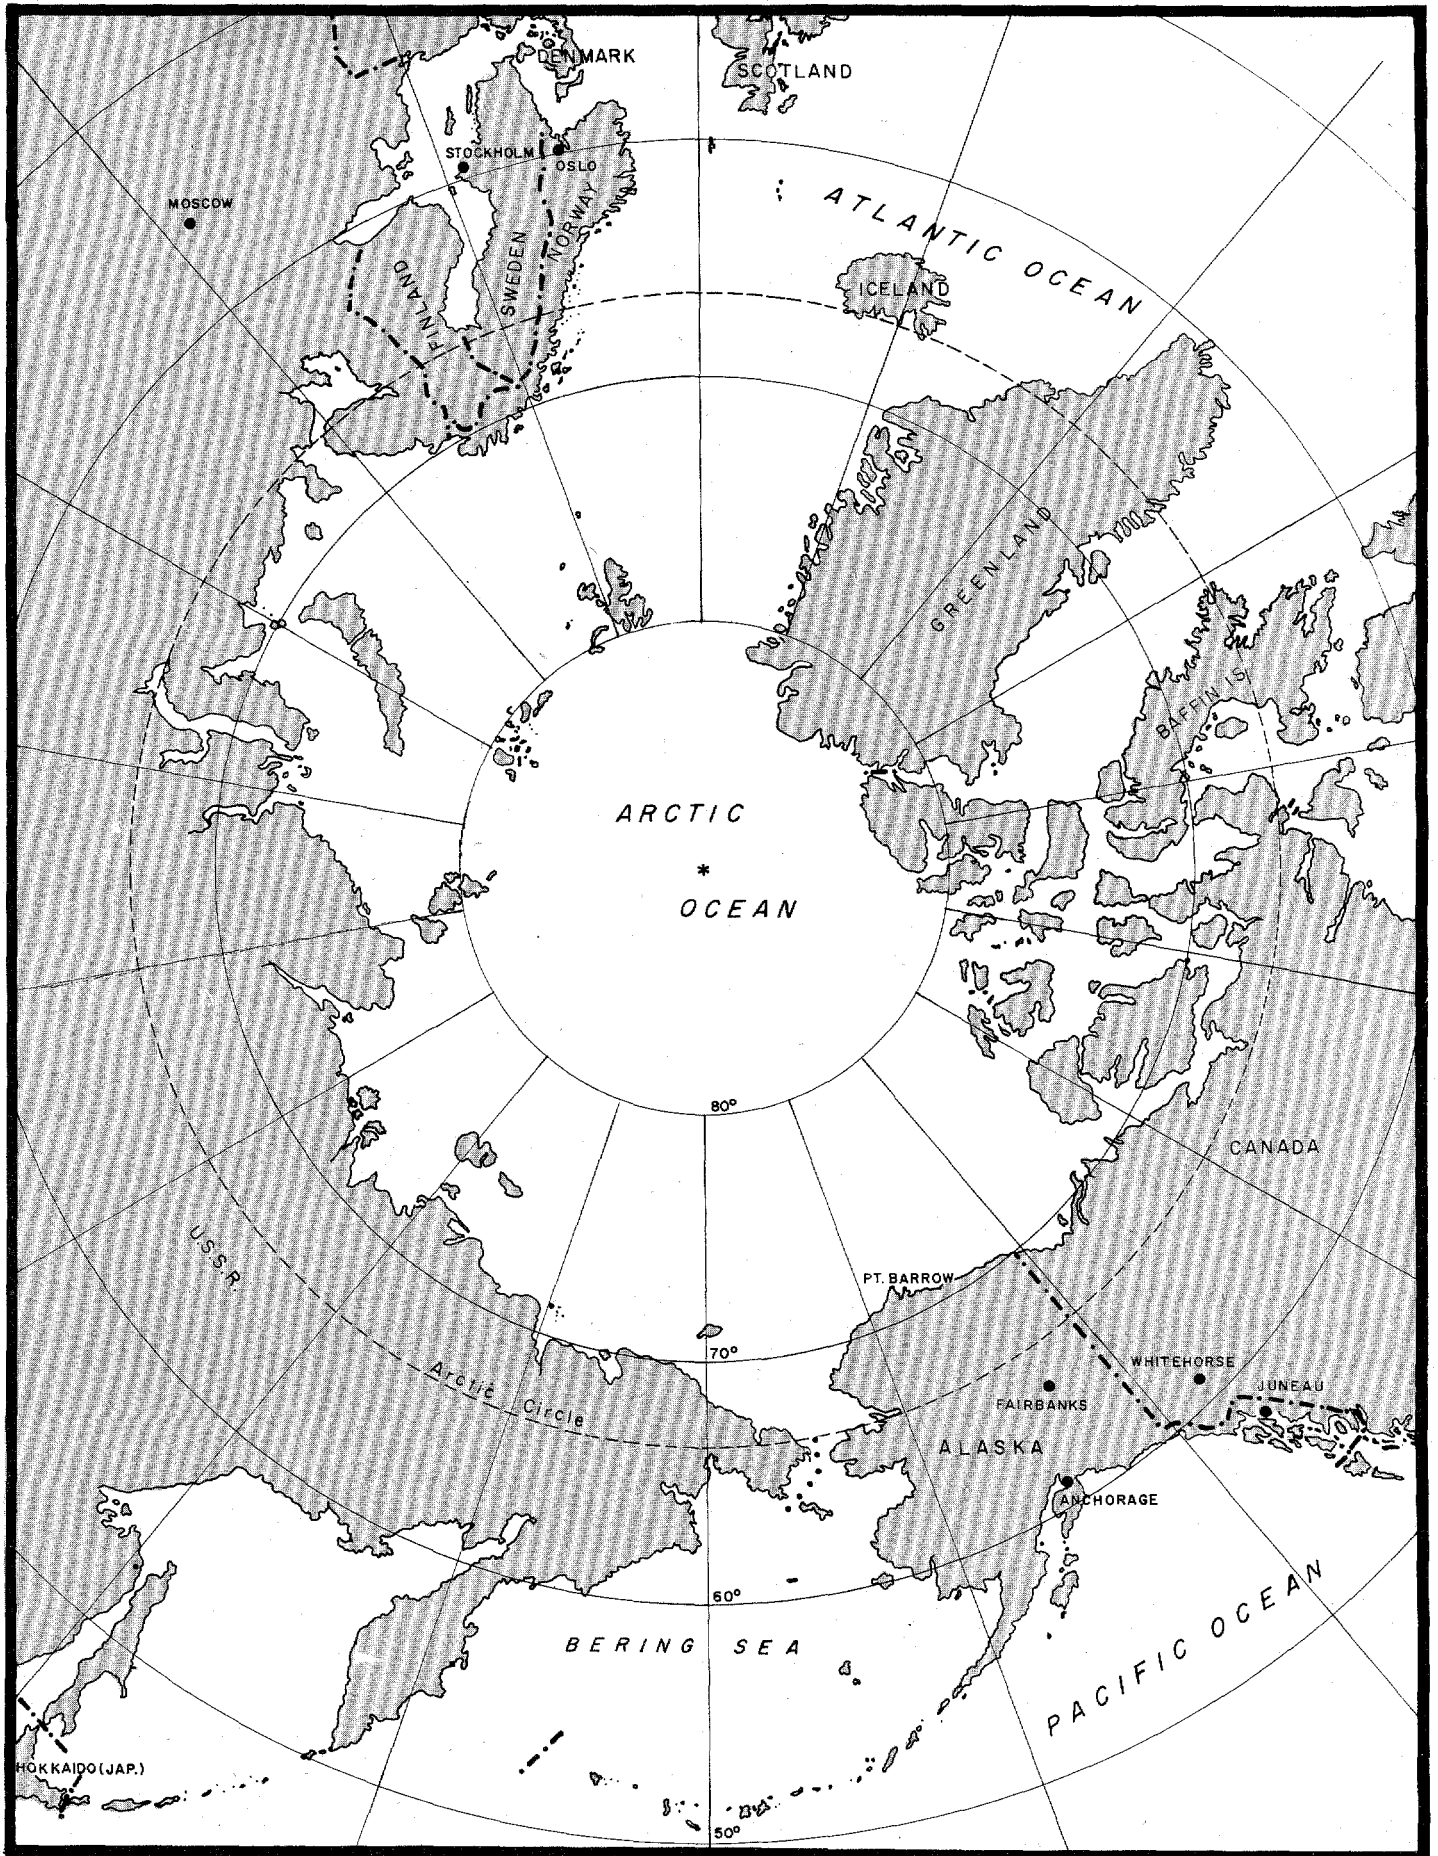 DENMARK
SCOTLAND
STOCKHOLM
OSLO
MOSCOW
NORWAY
SWEDEN
FINLAND
ATLANTIC OCEAN
ICELAND
GREENLAND
BAFFIN IS.
ARCTIC
*
OCEAN
80°
CANADA
U.S.S.R.
PT. BARROW
70°
Arctic
Circle
WHITEHORSE
JUNEAU
FAIRBANKS
ALASKA
ANCHORAGE
60°
BERING SEA
PACIFIC OCEAN
HOKKAIDO (JAP.)
50°